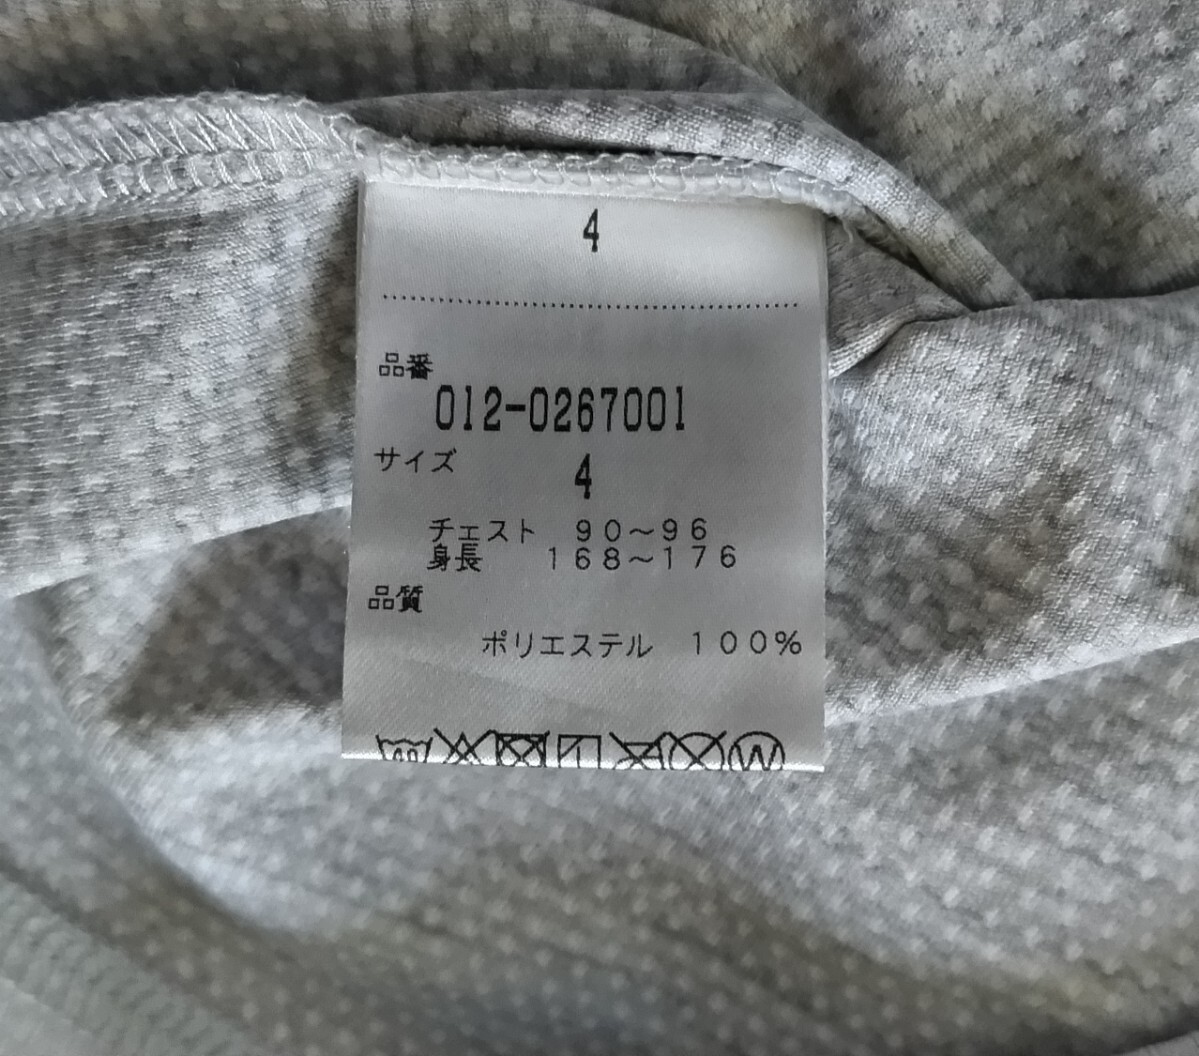 4
品番
012-0267001
サイズ
4
チェスト 90～96
身長 168～176
品質
ポリエステル 100%
40 W